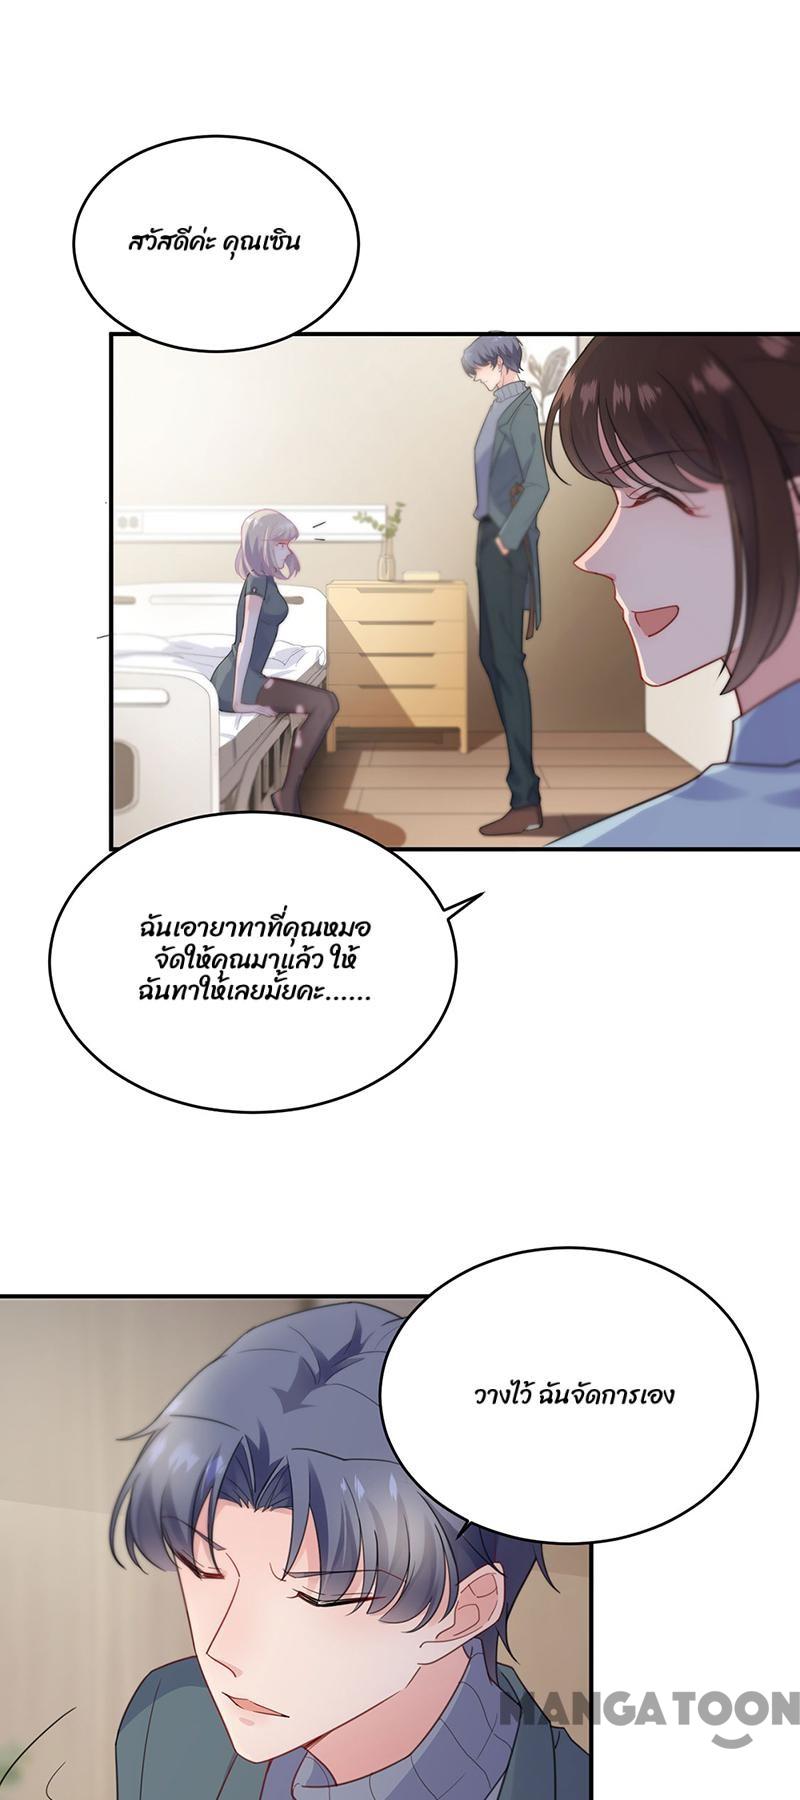 สวัสดีค่ะ คุณเซิน
ฉันเอายาทาที่คุณหมอ
จัดให้คุณมาแล้ว ให้
ฉันทาให้เลยมั้ยคะ......
วางไว้ ฉันจัดการเอง
MANGATOON